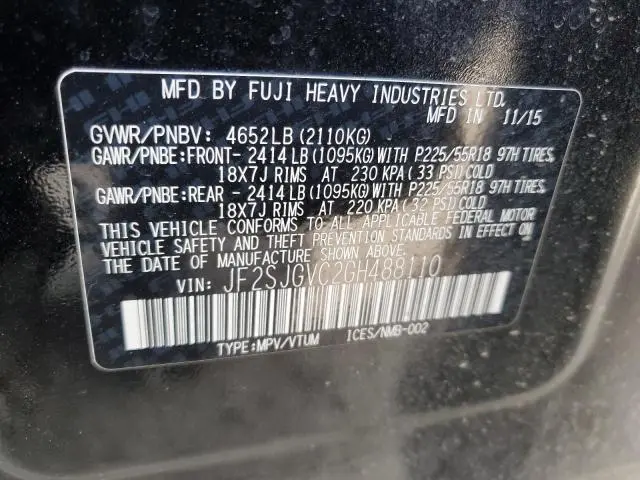 MFD BY FUJI HEAVY INDUSTRIES LTD.
MFD IN 11/15
GVWR/PNBV: 4652LB (2110KG)
GAWR/PNBE:FRONT- 2414 LB (1095KG) WITH P225/55R18 97H TIRES,
18X7J RIMS AT 230 KPA (33 PSI) COLD
GAWR/PNBE:REAR - 2414 LB (1095KG) WITH P225/55R18 97H TIRES,
18X7J RIMS AT 220 KPA (32 PSI) COLD
THIS VEHICLE CONFORMS TO ALL APPLICABLE FEDERAL MOTOR
VEHICLE SAFETY AND THEFT PREVENTION STANDARDS IN EFFECT ON
THE DATE OF MANUFACTURE SHOWN ABOVE.
VIN: JF2SJGVC2GH488110
TYPE:MPV/VTUM ICES/NMB-002